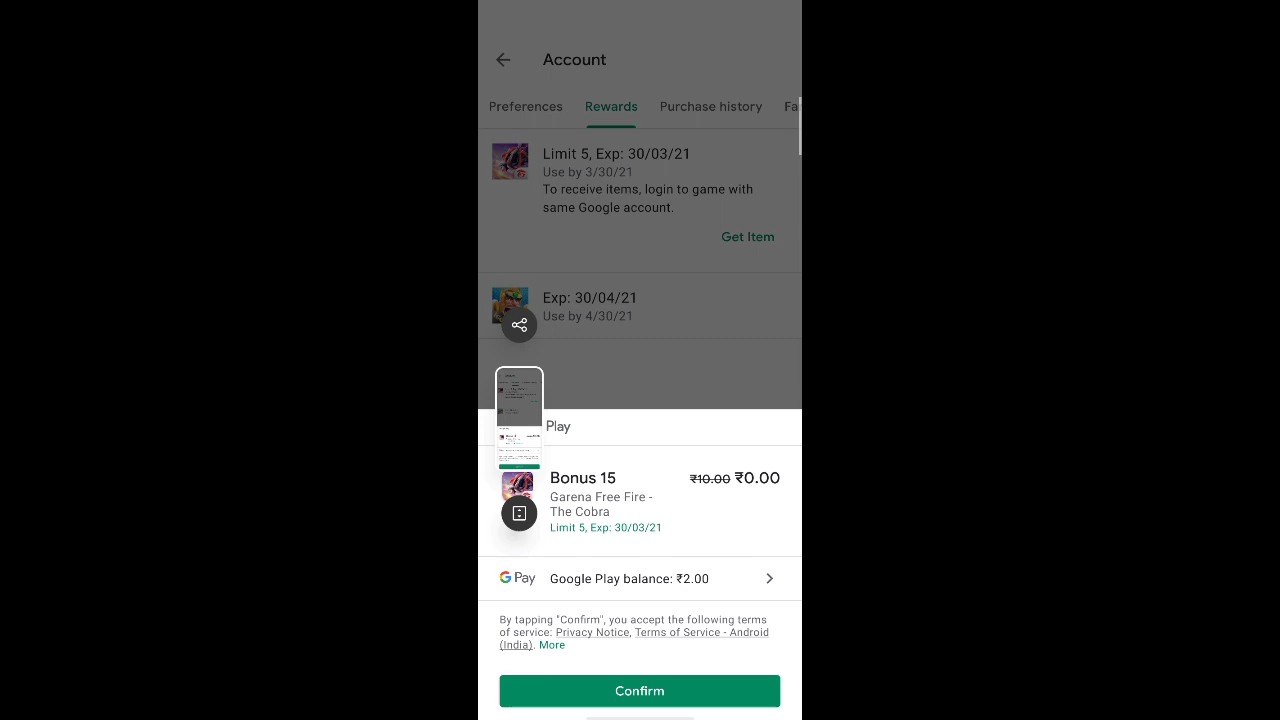 Account
Preferences Rewards Purchase history Fa
Limit 5, Exp: 30/03/21
Use by 3/30/21
To receive items, login to game with
same Google account.
Get Item
Exp: 30/04/21
Use by 4/30/21
Play
Bonus 15 ₹10.00 ₹0.00
Garena Free Fire -
The Cobra
Limit 5, Exp: 30/03/21
G Pay Google Play balance: ₹2.00
By tapping "Confirm", you accept the following terms
of service: Privacy Notice, Terms of Service - Android
(India). More
Confirm